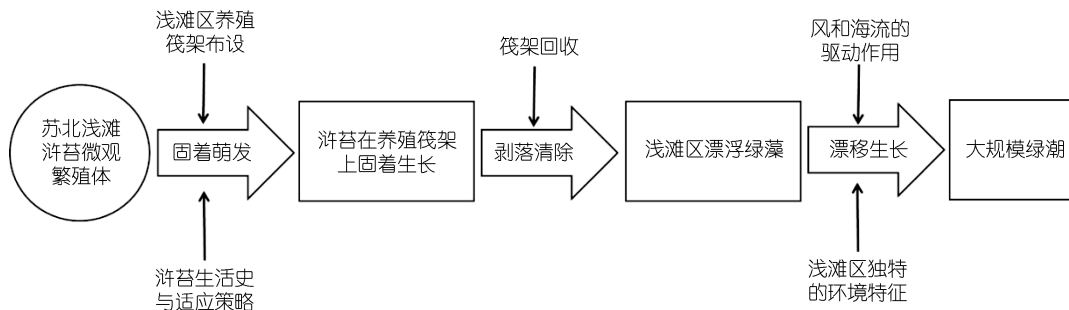 浅滩区养殖
筏架布设
筏架回收
风和海流的
驱动作用
苏北浅滩
浒苔微观
繁殖体
固着萌发
浒苔在养殖筏架
上固着生长
剥落清除
浅滩区漂浮绿藻
漂移生长
大规模绿潮
浒苔生活史
与适应策略
浅滩区独特
的环境特征